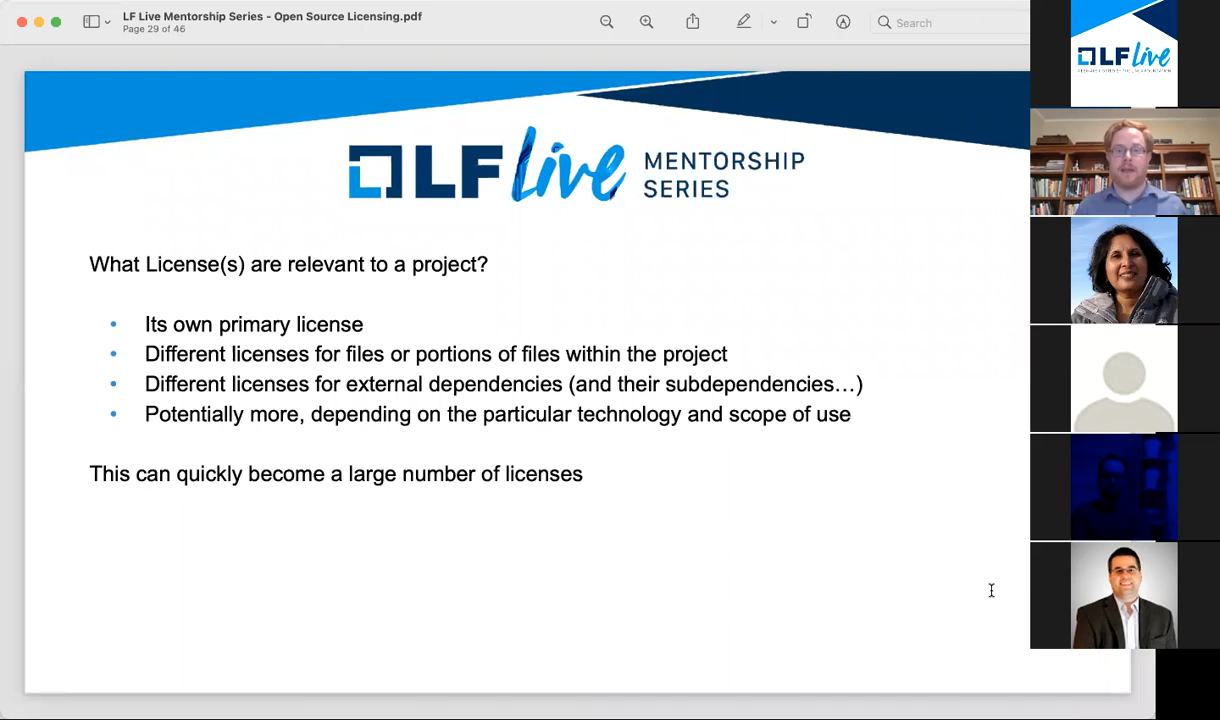 LF Live Mentorship Series - Open Source Licensing.pdf
Page 29 of 46
Search
LF Live
LF Live MENTORSHIP
SERIES
What License(s) are relevant to a project?
• Its own primary license
• Different licenses for files or portions of files within the project
• Different licenses for external dependencies (and their subdependencies…)
• Potentially more, depending on the particular technology and scope of use
This can quickly become a large number of licenses